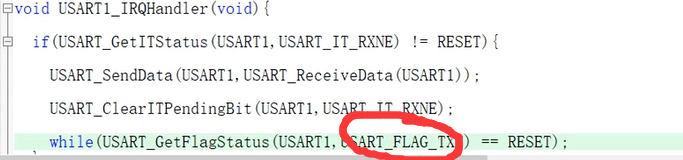 void USART1_IRQHandler(void){
if(USART_GetITStatus(USART1,USART_IT_RXNE) != RESET){
USART_SendData(USART1,USART_ReceiveData(USART1));
USART_ClearITPendingBit(USART1,USART_IT_RXNE);
while(USART_GetFlagStatus(USART1,USART_FLAG_TX ) == RESET);